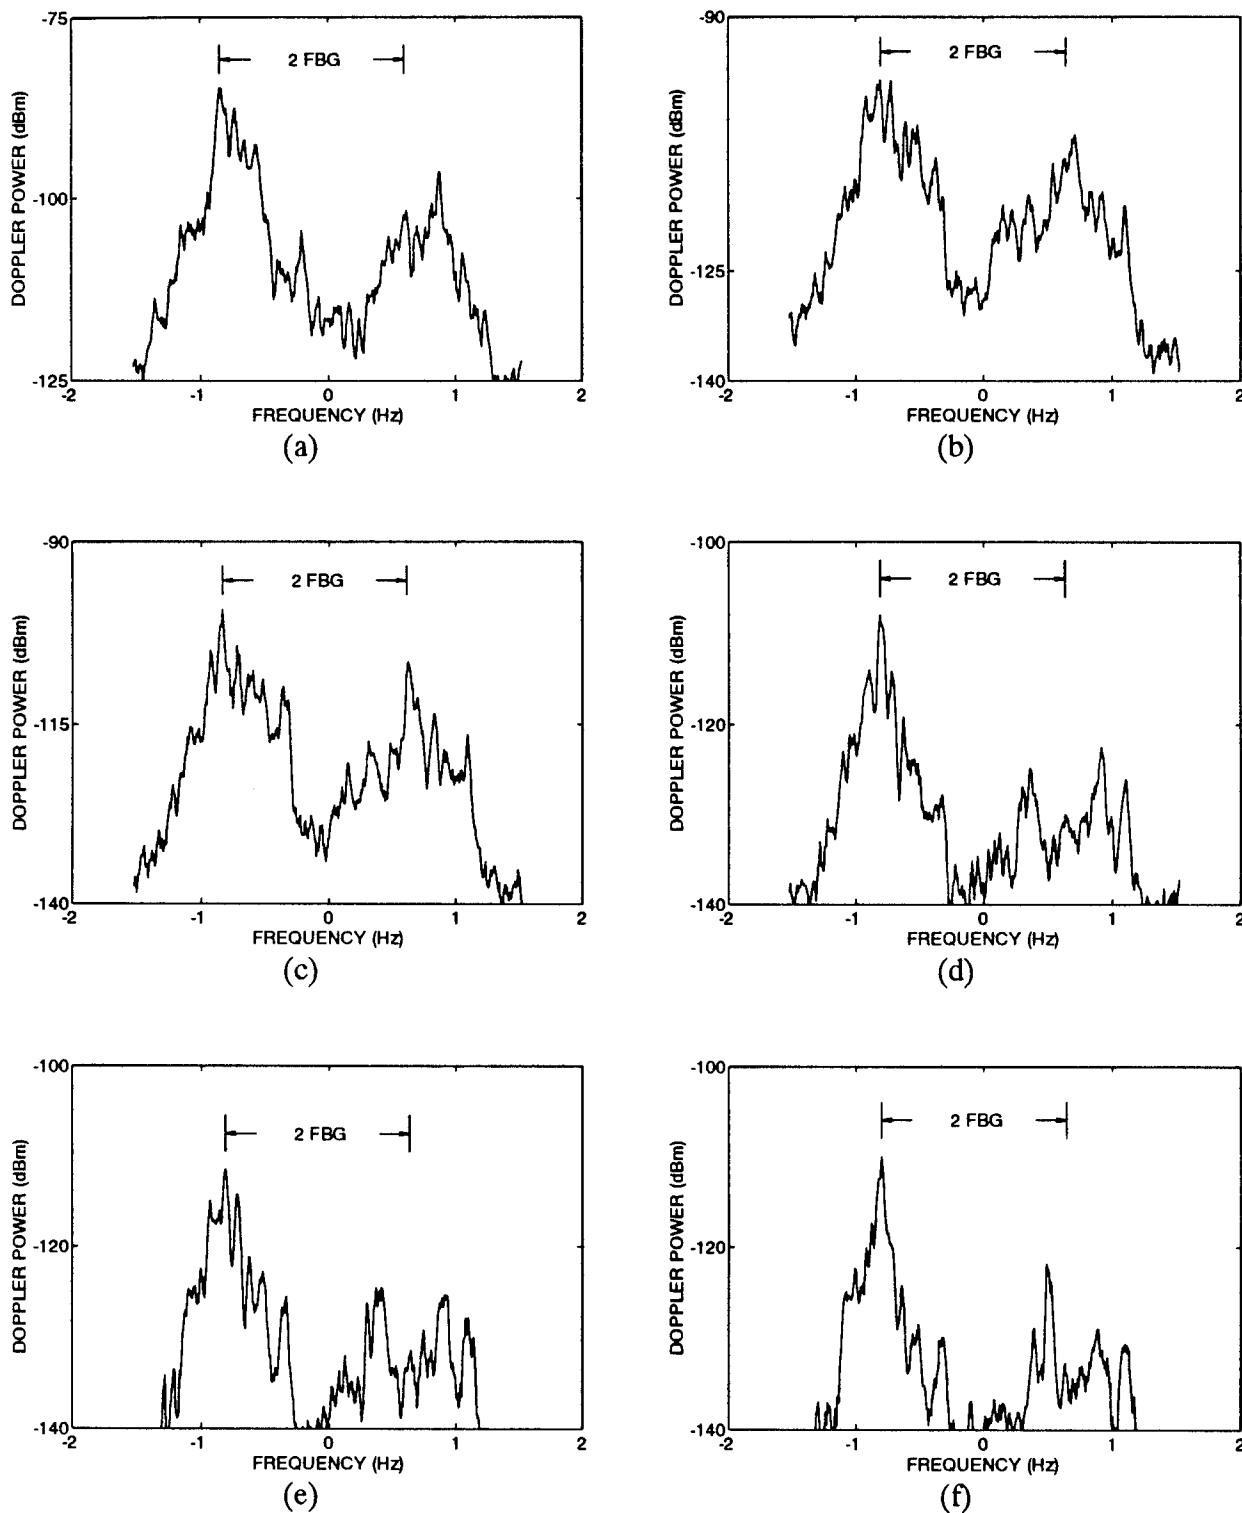 -75
2 FBG
-100
-125
DOPPLER POWER (dBm)
-2 -1 0 1 2
FREQUENCY (Hz)
(a)
-90
2 FBG
-125
-140
DOPPLER POWER (dBm)
-2 -1 0 1 2
FREQUENCY (Hz)
(b)
-90
2 FBG
-115
-140
DOPPLER POWER (dBm)
-2 -1 0 1 2
FREQUENCY (Hz)
(c)
-100
2 FBG
-120
-140
DOPPLER POWER (dBm)
-2 -1 0 1 2
FREQUENCY (Hz)
(d)
-100
2 FBG
-120
-140
DOPPLER POWER (dBm)
-2 -1 0 1 2
FREQUENCY (Hz)
(e)
-100
2 FBG
-120
-140
DOPPLER POWER (dBm)
-2 -1 0 1 2
FREQUENCY (Hz)
(f)